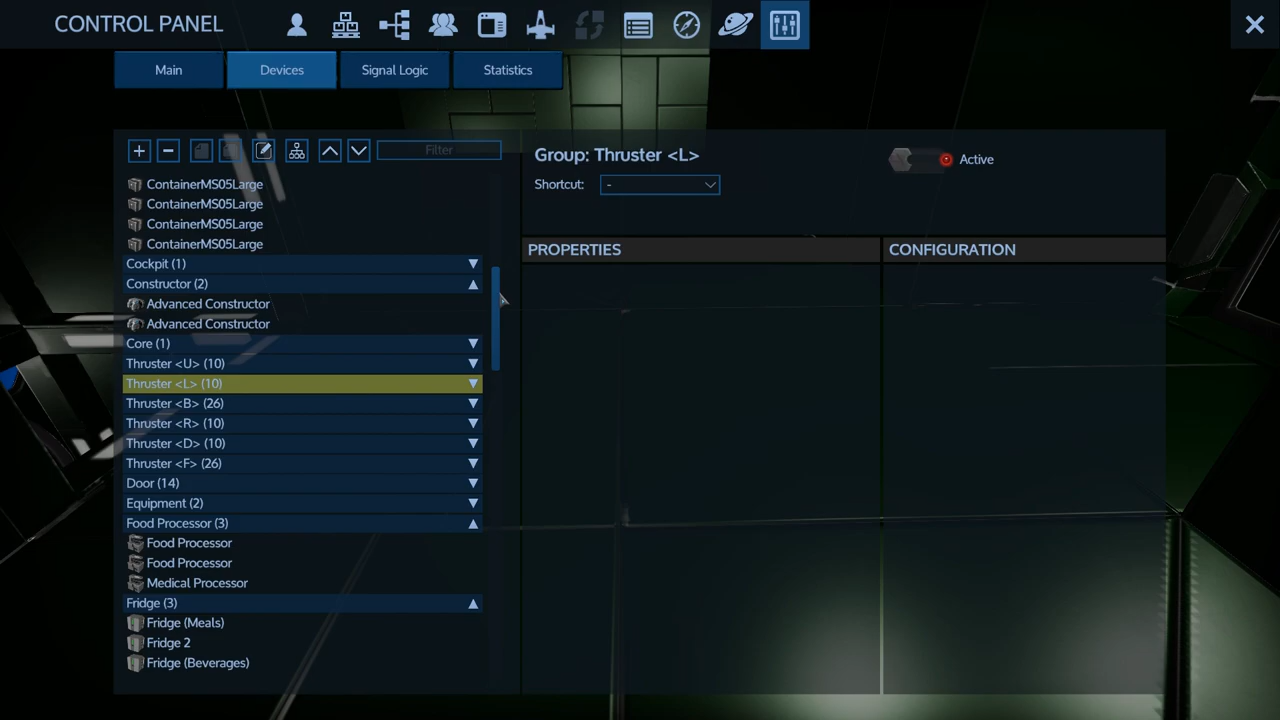 CONTROL PANEL
Main
Devices
Signal Logic
Statistics
Filter
ContainerMS05Large
ContainerMS05Large
ContainerMS05Large
ContainerMS05Large
Cockpit (1)
Constructor (2)
Advanced Constructor
Advanced Constructor
Core (1)
Thruster <U> (10)
Thruster <L> (10)
Thruster <B> (26)
Thruster <R> (10)
Thruster <D> (10)
Thruster <F> (26)
Door (14)
Equipment (2)
Food Processor (3)
Food Processor
Food Processor
Medical Processor
Fridge (3)
Fridge (Meals)
Fridge 2
Fridge (Beverages)
Group: Thruster <L>
Active
Shortcut: -
PROPERTIES
CONFIGURATION